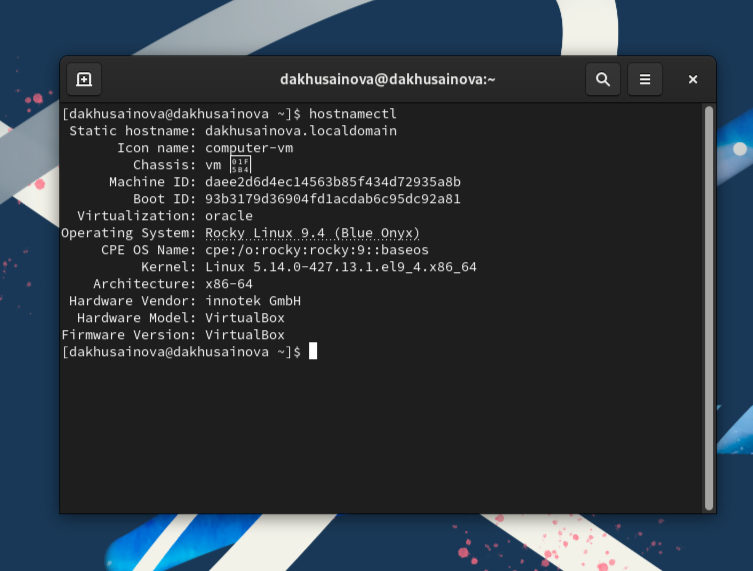 dakhusainova@dakhusainova:~
[dakhusainova@dakhusainova ~]$ hostnamectl
Static hostname: dakhusainova.localdomain
Icon name: computer-vm
Chassis: vm 01F5B4
Machine ID: daee2d6d4ec14563b85f434d72935a8b
Boot ID: 93b3179d36904fd1acdab6c95dc92a81
Virtualization: oracle
Operating System: Rocky Linux 9.4 (Blue Onyx)
CPE OS Name: cpe:/o:rocky:rocky:9::baseos
Kernel: Linux 5.14.0-427.13.1.el9_4.x86_64
Architecture: x86-64
Hardware Vendor: innotek GmbH
Hardware Model: VirtualBox
Firmware Version: VirtualBox
[dakhusainova@dakhusainova ~]$